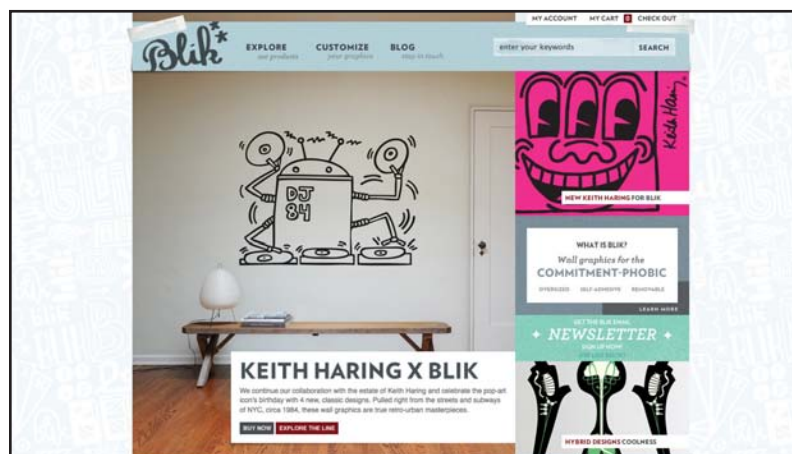 MY ACCOUNT MY CART 0 CHECK OUT
Blik
EXPLORE CUSTOMIZE BLOG
our products your graphics stay in touch
enter your keywords SEARCH
Keith Haring
NEW KEITH HARING FOR BLIK
DJ
84
WHAT IS BLIK?
Wall graphics for the
COMMITMENT-PHOBIC
OVERSIZED SELF-ADHESIVE REMOVABLE
LEARN MORE
GET THE BLIK EMAIL
NEWSLETTER
SIGN UP NOW!
KEITH HARING X BLIK
We continue our collaboration with the estate of Keith Haring and celebrate the pop-art
icon's birthday with 4 new, classic designs. Pulled right from the streets and subways
of NYC, circa 1984, these wall graphics are true retro-urban masterpieces.
BUY NOW EXPLORE THE LINE
HYBRID DESIGNS COOLNESS